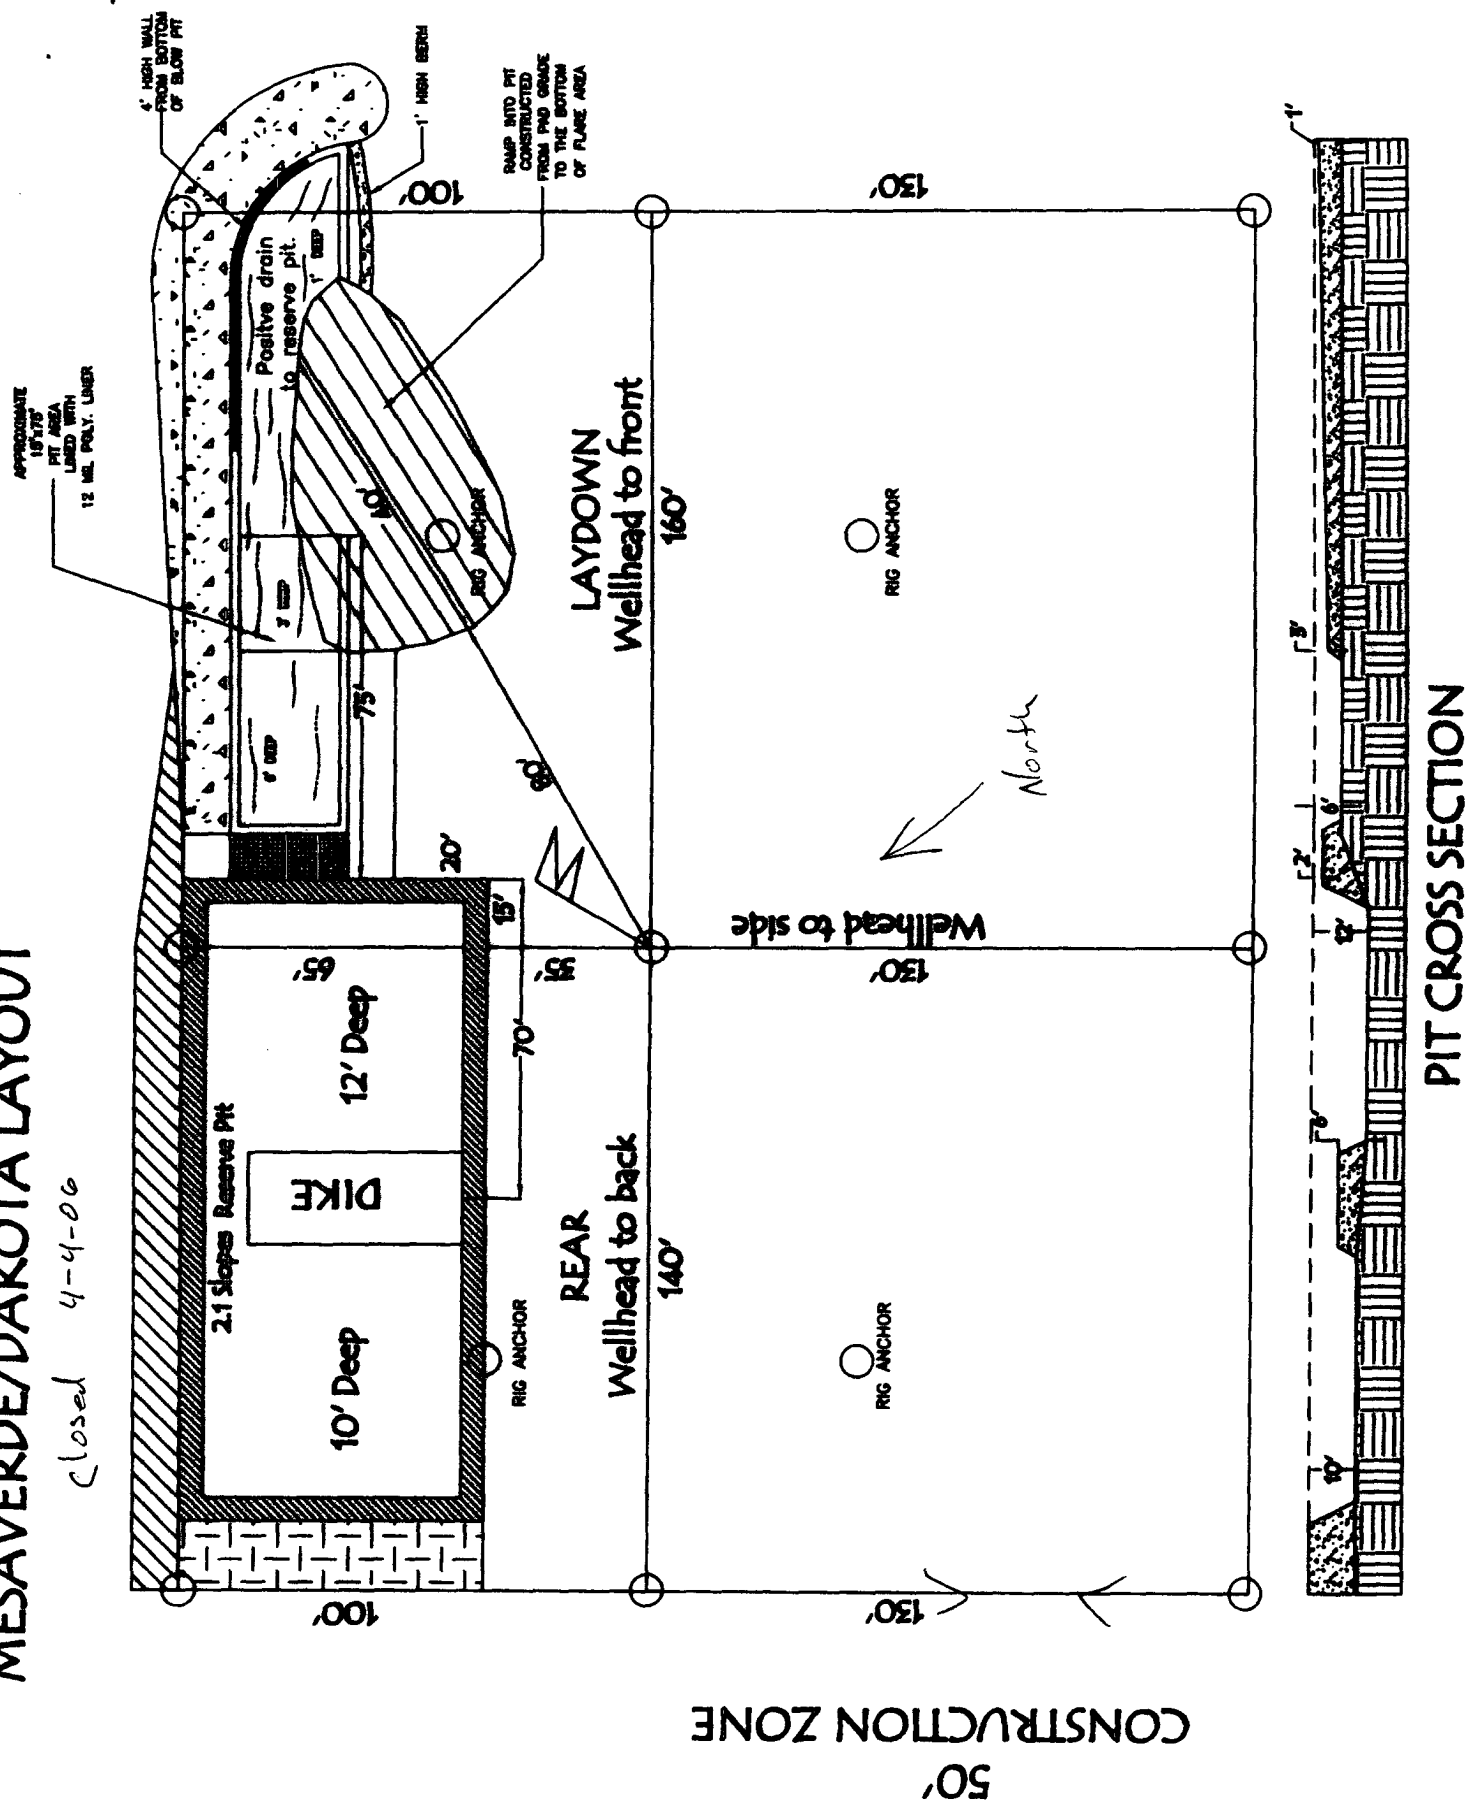 MESAVERDE/DAKOTA LAYOUT
Closed 4-4-06
APPROXIMATE
PIT AREA
LINED WITH
12 MIL POLY. LINER
4' HIGH WALL
FROM BOTTOM
OF BLOW PIT
1' HIGH BERM
RAMP INTO PIT
CONSTRUCTED
FROM PAD GRADE
TO THE BOTTOM
OF FLARE AREA
Positve drain
to reserve pit.
1' DEEP
3' DEEP
6' DEEP
75'
40'
80'
20'
15'
70'
65'
35'
100'
100'
2.1 Slopes Reserve Pit
10' Deep
DIKE
12' Deep
RIG ANCHOR
RIG ANCHOR
RIG ANCHOR
RIG ANCHOR
REAR
Wellhead to back
140'
LAYDOWN
Wellhead to front
160'
Wellhead to side
130'
130'
130'
North
50'
CONSTRUCTION ZONE
10'
6'
12'
2'
6'
3'
1'
PIT CROSS SECTION